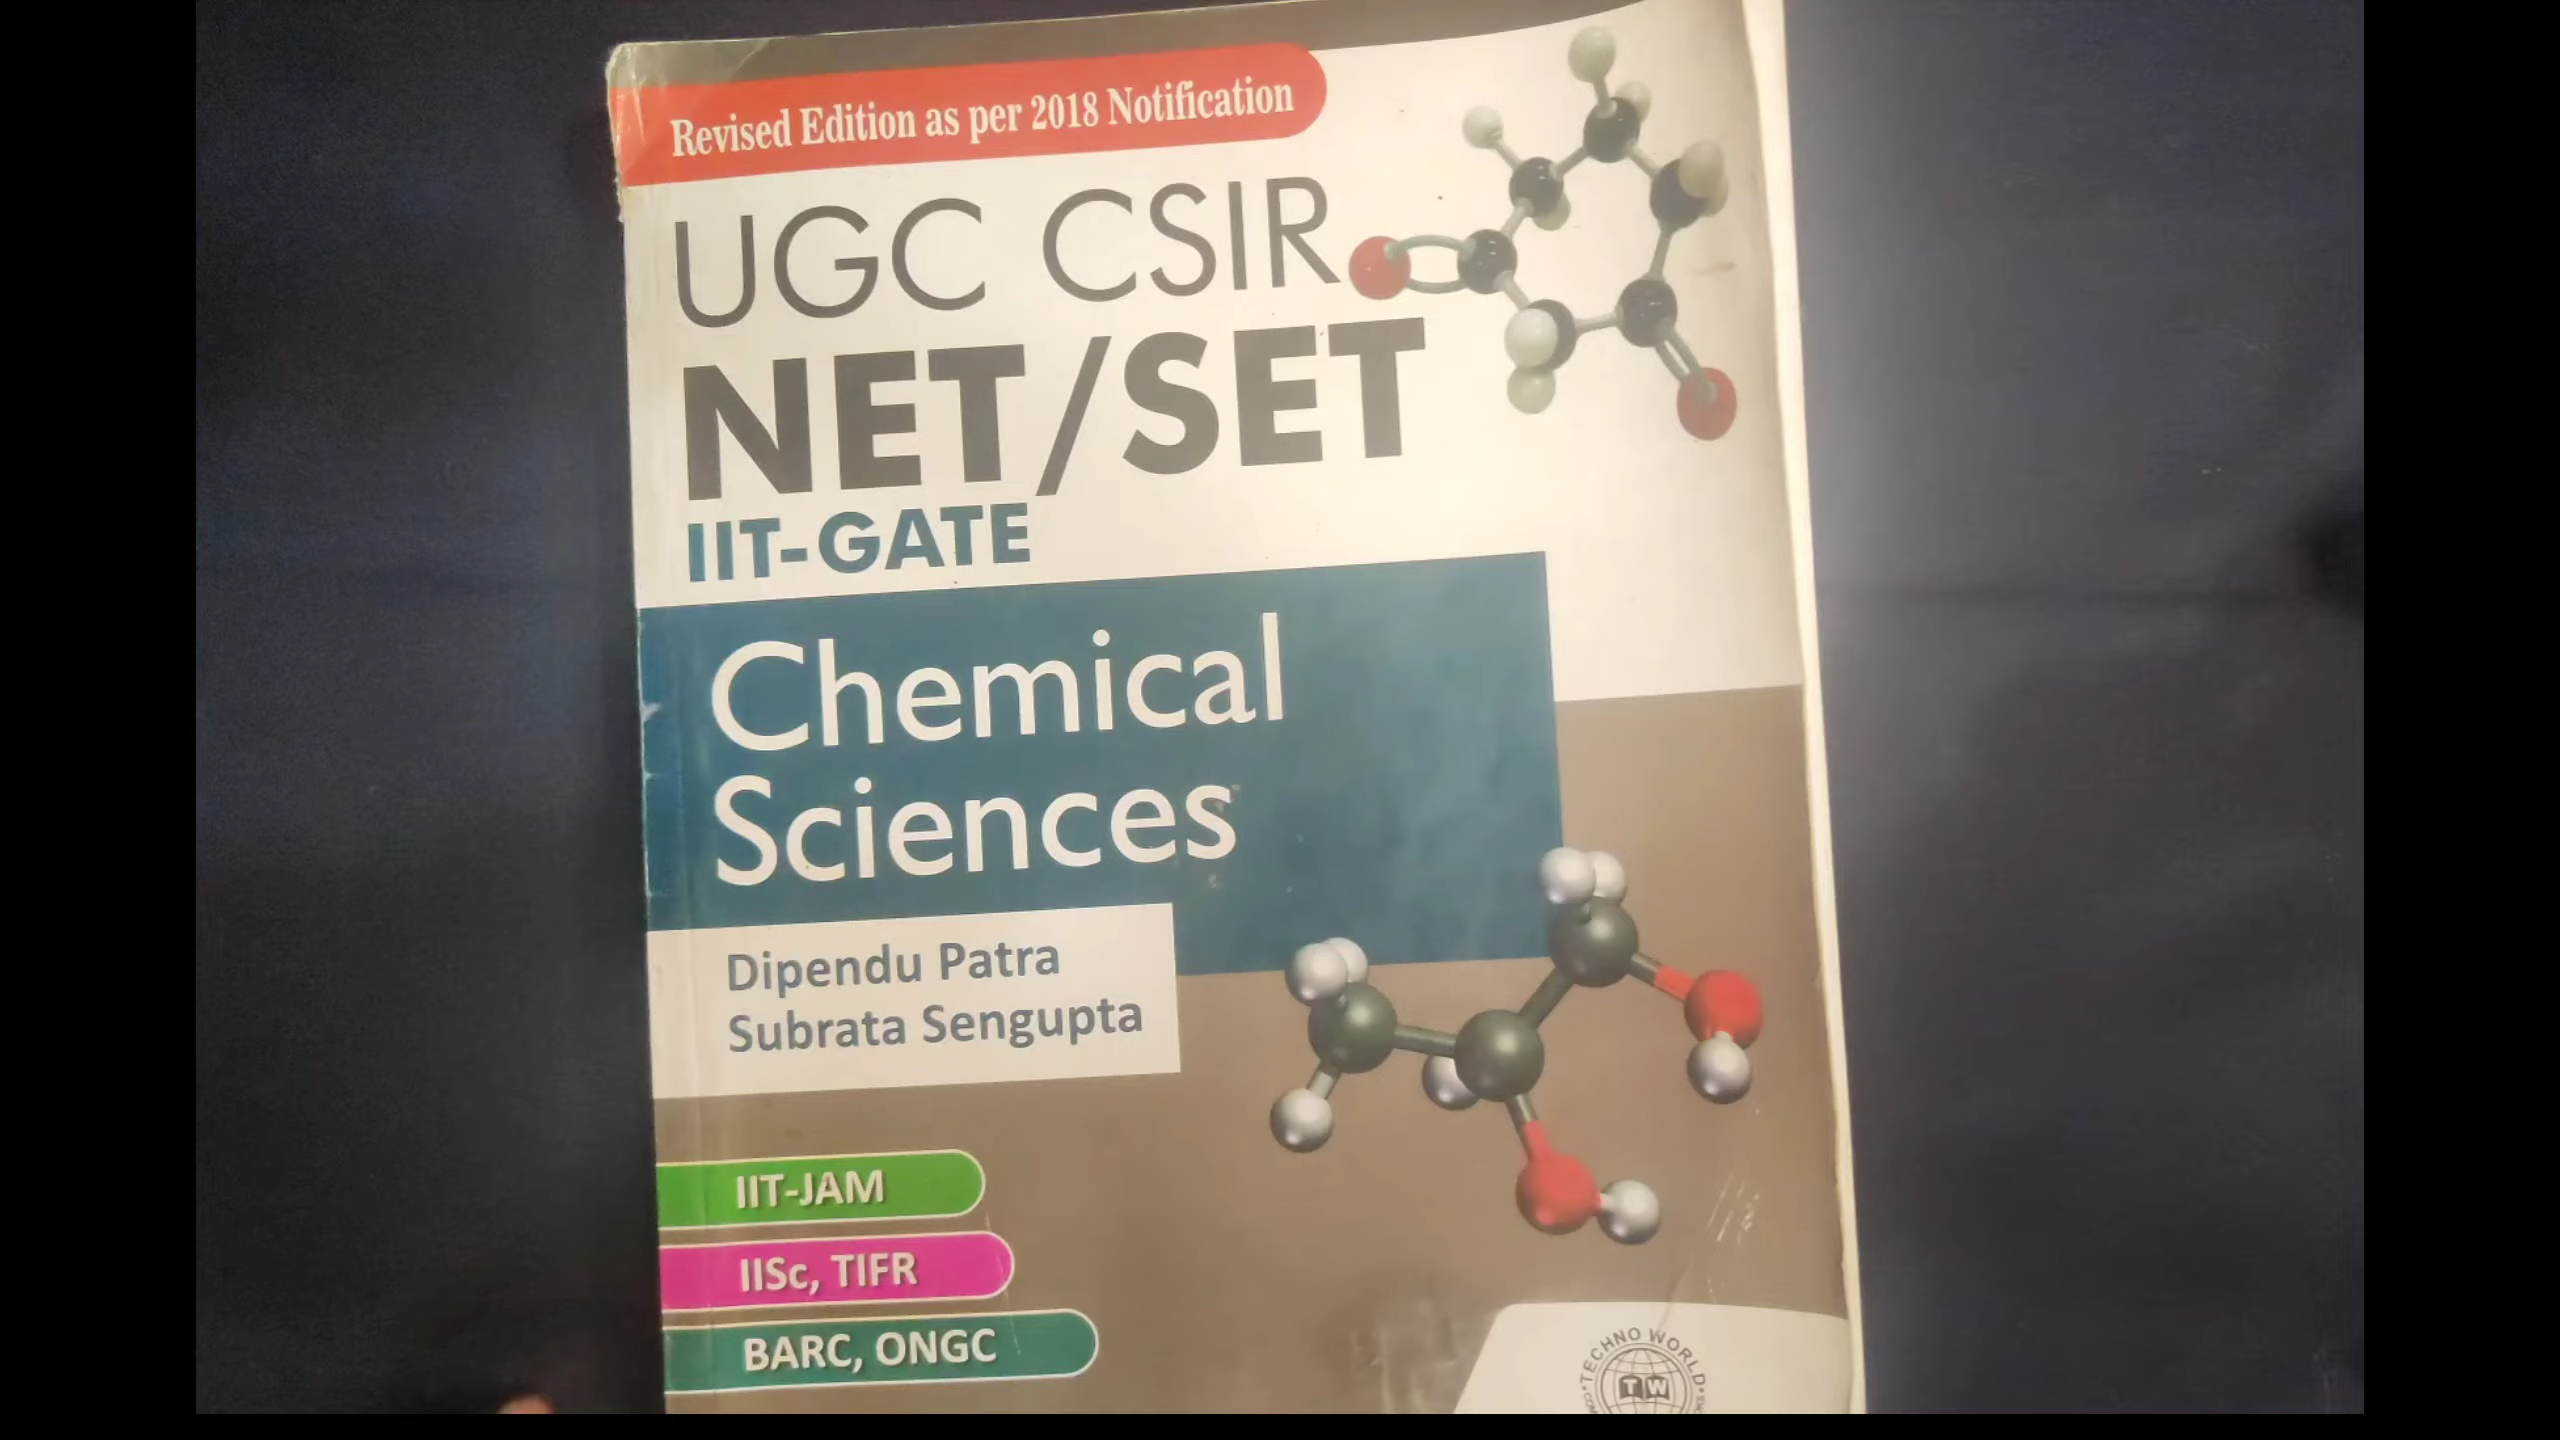 Revised Edition as per 2018 Notification
UGC CSIR
NET/SET
IIT-GATE
Chemical
Sciences
Dipendu Patra
Subrata Sengupta
IIT-JAM
IISc, TIFR
BARC, ONGC
TECHNO WORLD
TW